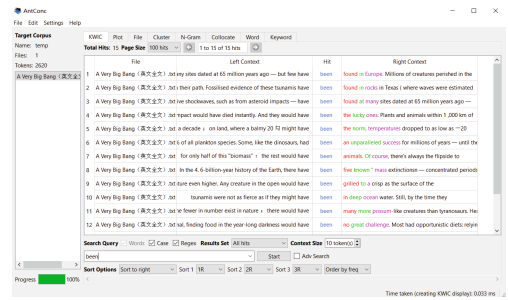 AntConc
File Edit Settings Help
Target Corpus
Name: temp
Files: 1
Tokens: 2620
A Very Big Bang (英文全文)
KWIC Plot File Cluster N-Gram Collocate Word Keyword
Total Hits: 15 Page Size 100 hits 1 to 15 of 15 hits
File Left Context Hit Right Context
1 A Very Big Bang (英文全文) .txt ny sites dated at 65 million years ago — but few have been found in Europe. Millions of creatures perished in the
2 A Very Big Bang (英文全文) .txt their path. Fossilised evidence of these tsunamis have been found in rocks in Texas ( where waves were estimated
3 A Very Big Bang (英文全文) .txt ive shockwaves, such as from asteroid impacts — have been found at many sites dated at 65 million years ago —
4 A Very Big Bang (英文全文) .txt mpact would have died instantly. And they would have been the lucky ones. Plants and animals within 1 ,000 km of
5 A Very Big Bang (英文全文) .txt a decade on land, where a balmy 20 might have been the norm, temperatures dropped to as low as —20
6 A Very Big Bang (英文全文) .txt % of all plankton species. Some, like the dinosaurs, had been an unparalleled success for millions of years — until the
7 A Very Big Bang (英文全文) .txt for only half of this "biomass" the rest would have been animals. Of course, there's always the flipside to
8 A Very Big Bang (英文全文) .txt In the 4. 6-billion-year history of the Earth, there have been five known " mass extinctions — concentrated periods
9 A Very Big Bang (英文全文) .txt ture even higher. Any creature in the open would have been grilled to a crisp as the surface of the
10 A Very Big Bang (英文全文) .txt tsunami were not as fierce as if they might have been in deep ocean water. Still, by the time they
11 A Very Big Bang (英文全文) .txt he fewer in number exist in nature there would have been many more possum-like creatures than tyranosaurs. He
12 A Very Big Bang (英文全文) .txt nal, finding food in the year-long darkness would have been no great challenge. Most had opportunistic diets; relyin
Search Query Words Case Regex Results Set All hits Context Size 10 token(s)
been Start Adv Search
Sort Options Sort to right Sort 1 1R Sort 2 2R Sort 3 3R Order by freq
Progress 100%
Time taken (creating KWIC display): 0.033 ms